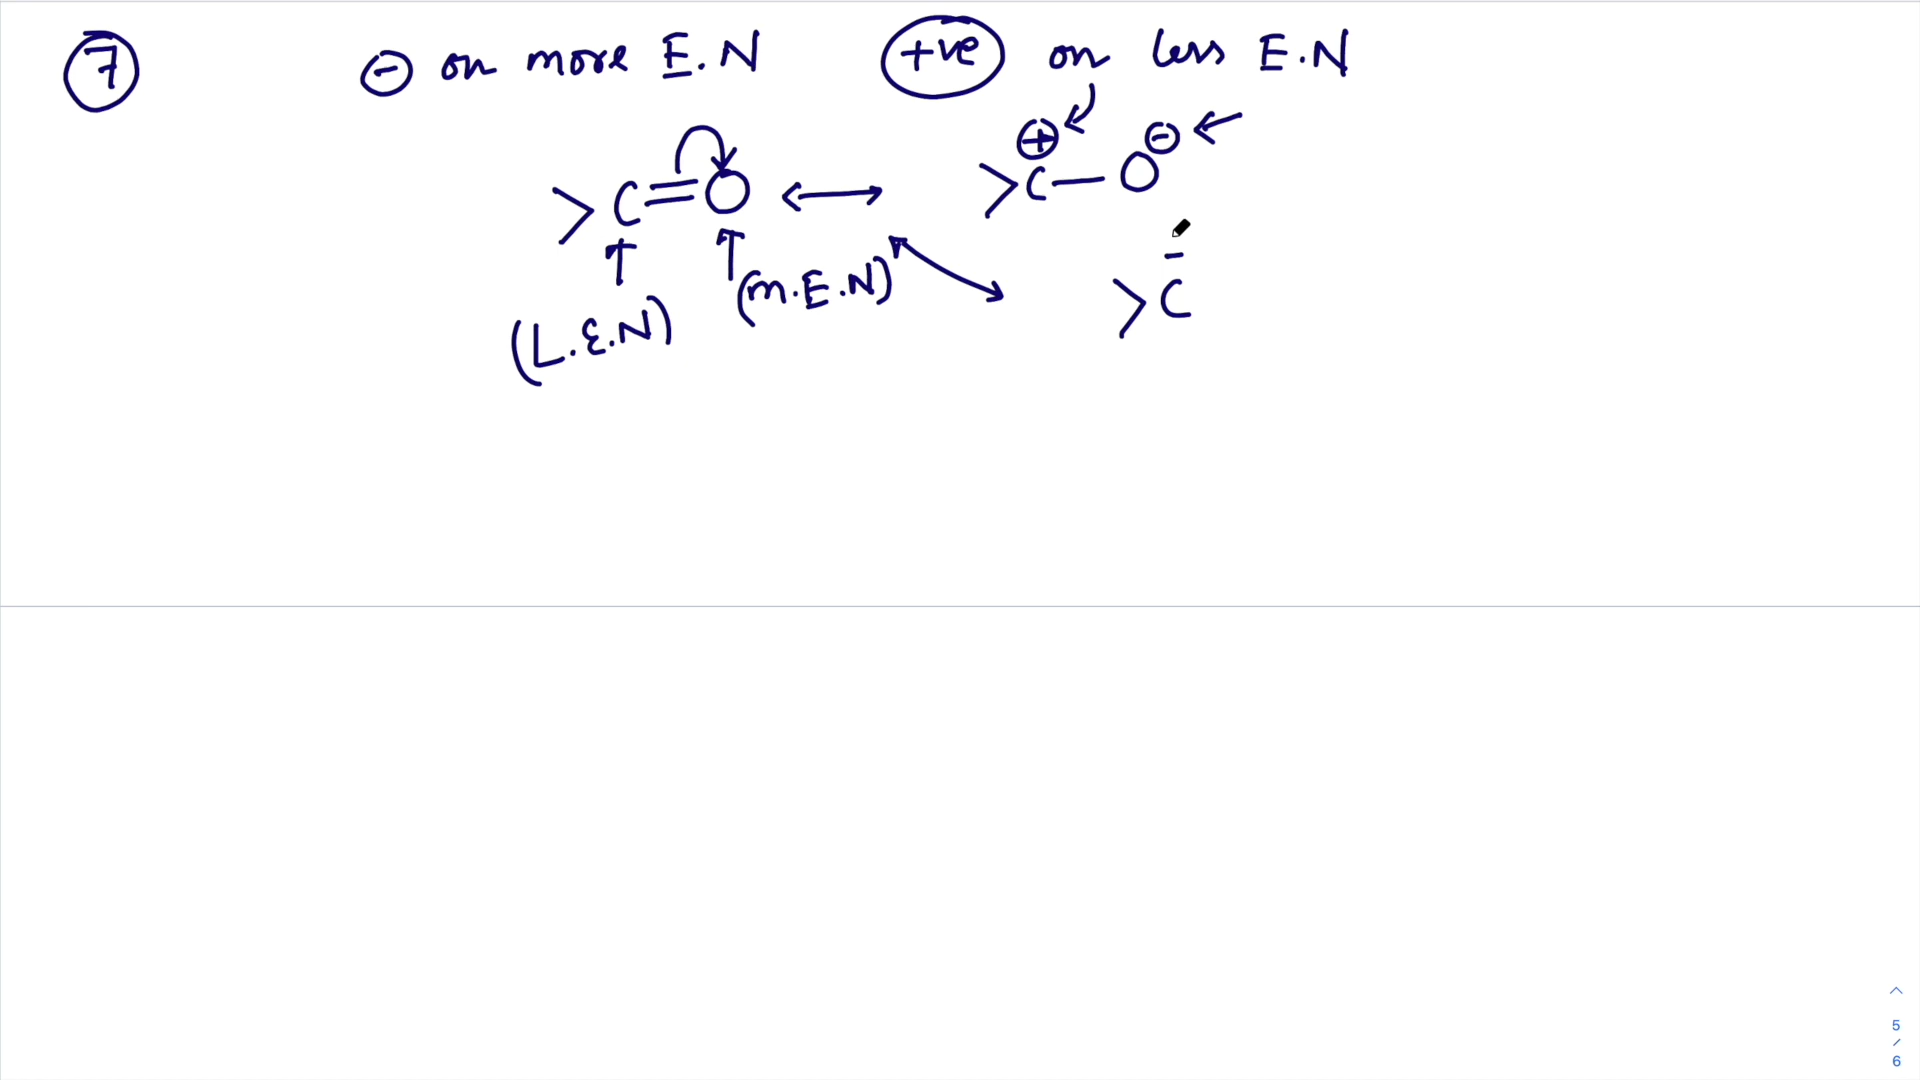 7 ⊖ on more E.N +ve on less E.N
>C=O ↔ >C⊕—O⊖
(L.E.N) (m.E.N) >C̄
5
/
6